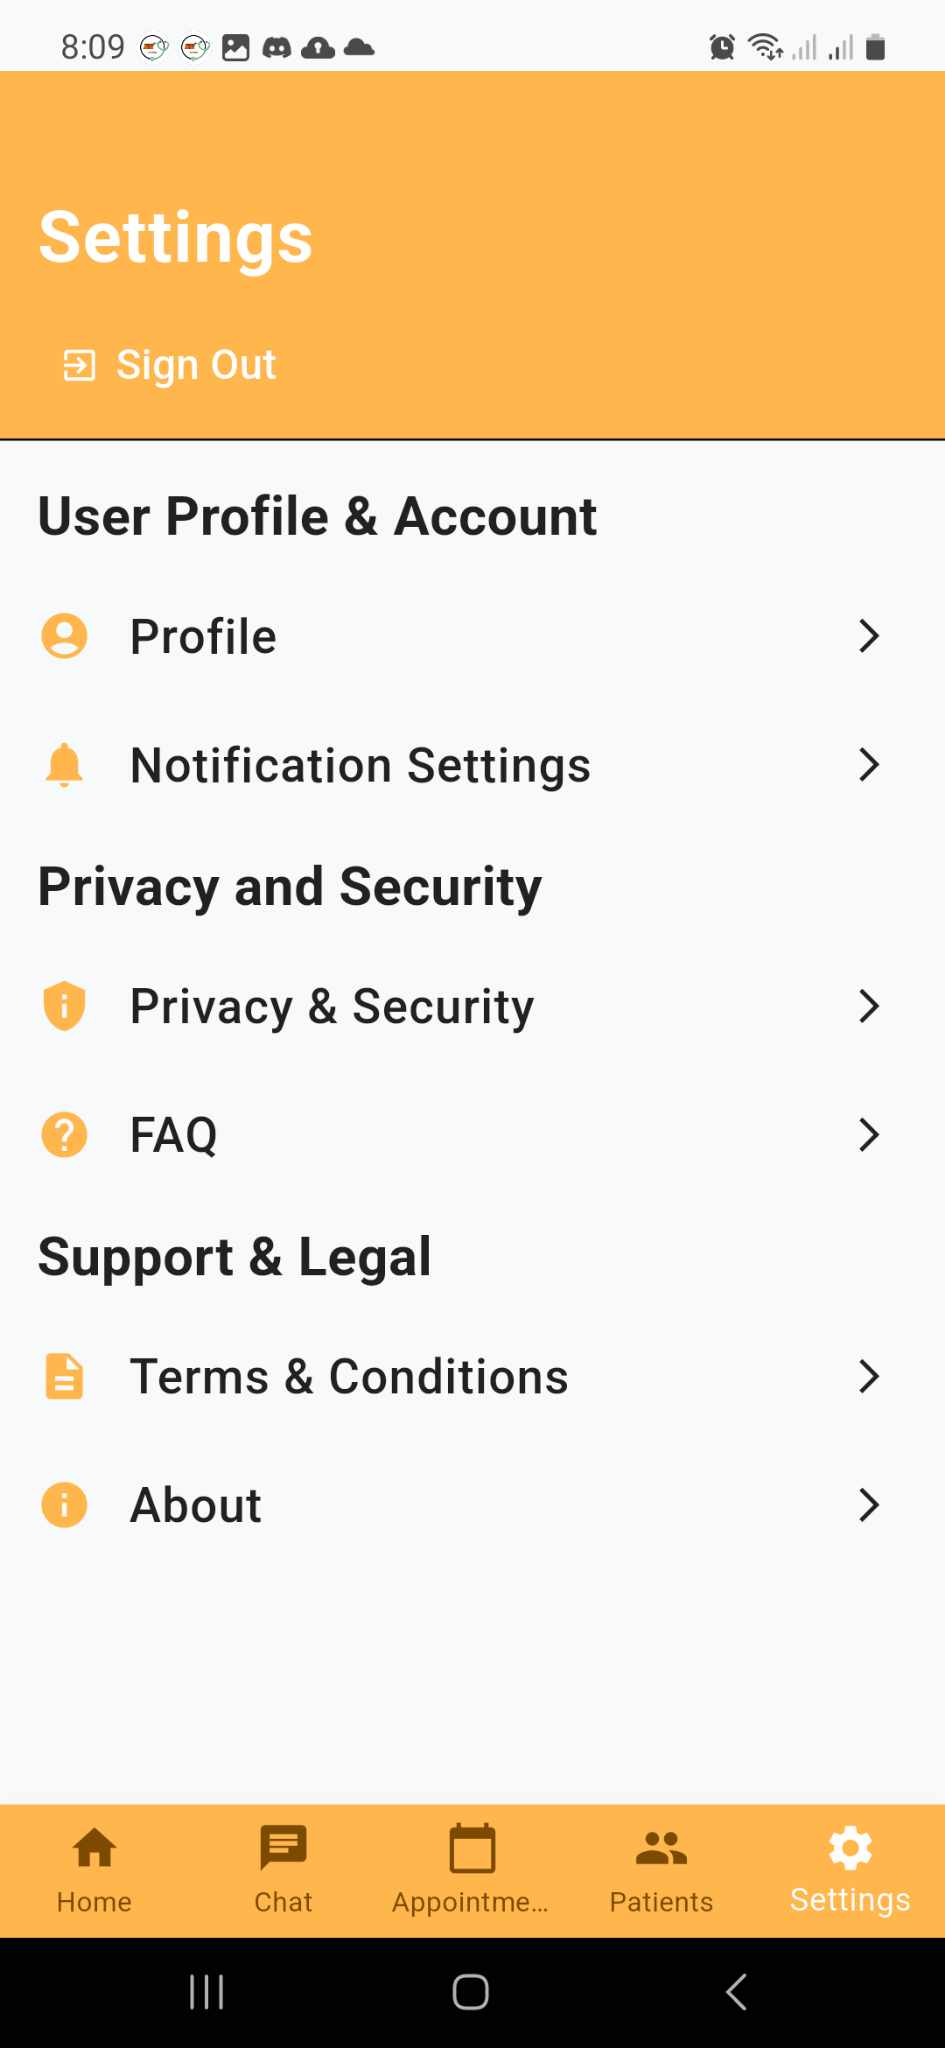 8:09
Settings
Sign Out
User Profile & Account
Profile
Notification Settings
Privacy and Security
Privacy & Security
FAQ
Support & Legal
Terms & Conditions
About
Home
Chat
Appointme...
Patients
Settings